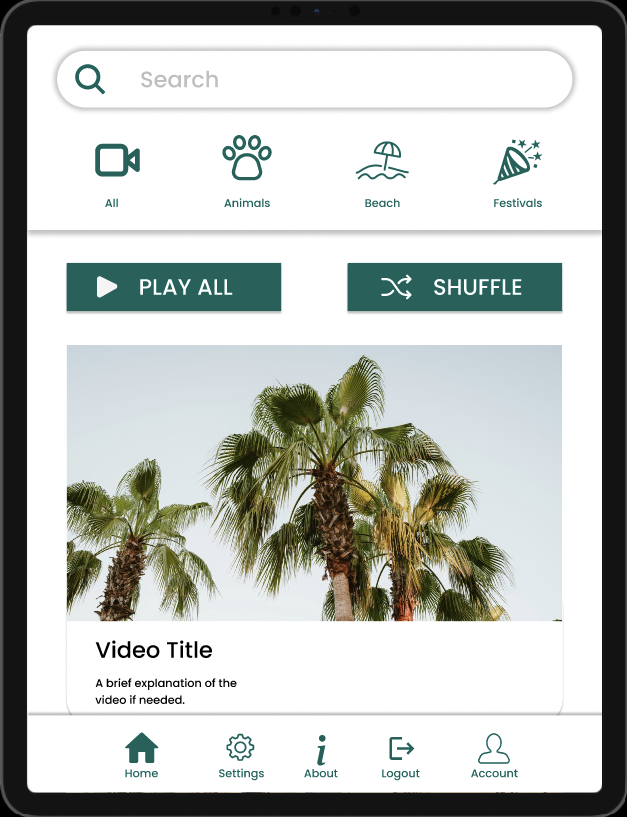 Search
All
Animals
Beach
Festivals
PLAY ALL
SHUFFLE
Video Title
A brief explanation of the
video if needed.
Home
Settings
About
Logout
Account